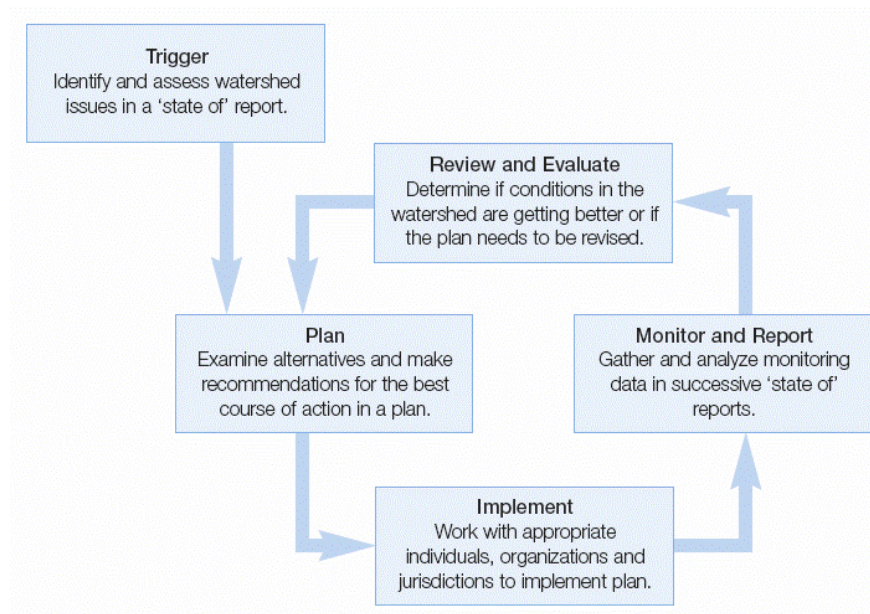 Trigger
Identify and assess watershed
issues in a ‘state of’ report.
Review and Evaluate
Determine if conditions in the
watershed are getting better or if
the plan needs to be revised.
Plan
Examine alternatives and make
recommendations for the best
course of action in a plan.
Monitor and Report
Gather and analyze monitoring
data in successive ‘state of’
reports.
Implement
Work with appropriate
individuals, organizations and
jurisdictions to implement plan.